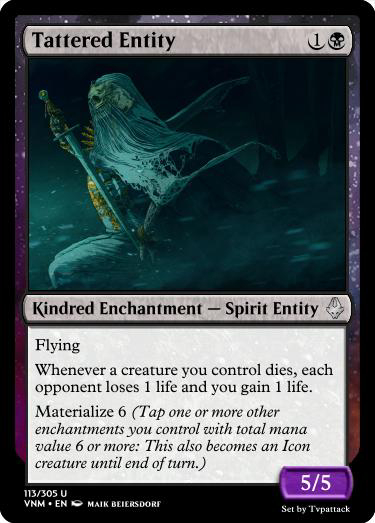 Tattered Entity 1
Kindred Enchantment — Spirit Entity
Flying
Whenever a creature you control dies, each
opponent loses 1 life and you gain 1 life.
Materialize 6 (Tap one or more other
enchantments you control with total mana
value 6 or more: This also becomes an Icon
creature until end of turn.)
5/5
113/305 U
VNM • EN MAIK BEIERSDORF
Set by Tvpattack